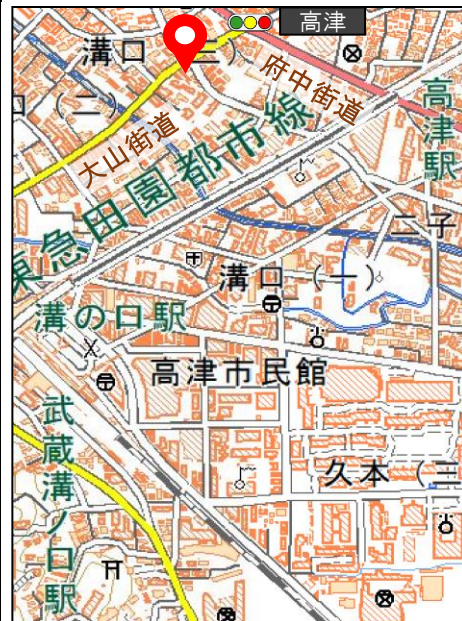 高津
溝口（三）
府中街道
口（二）
大山街道
高津駅
東急田園都市線
二子
溝口（一）
溝の口駅
高津市民館
武蔵溝ノ口駅
久本（三